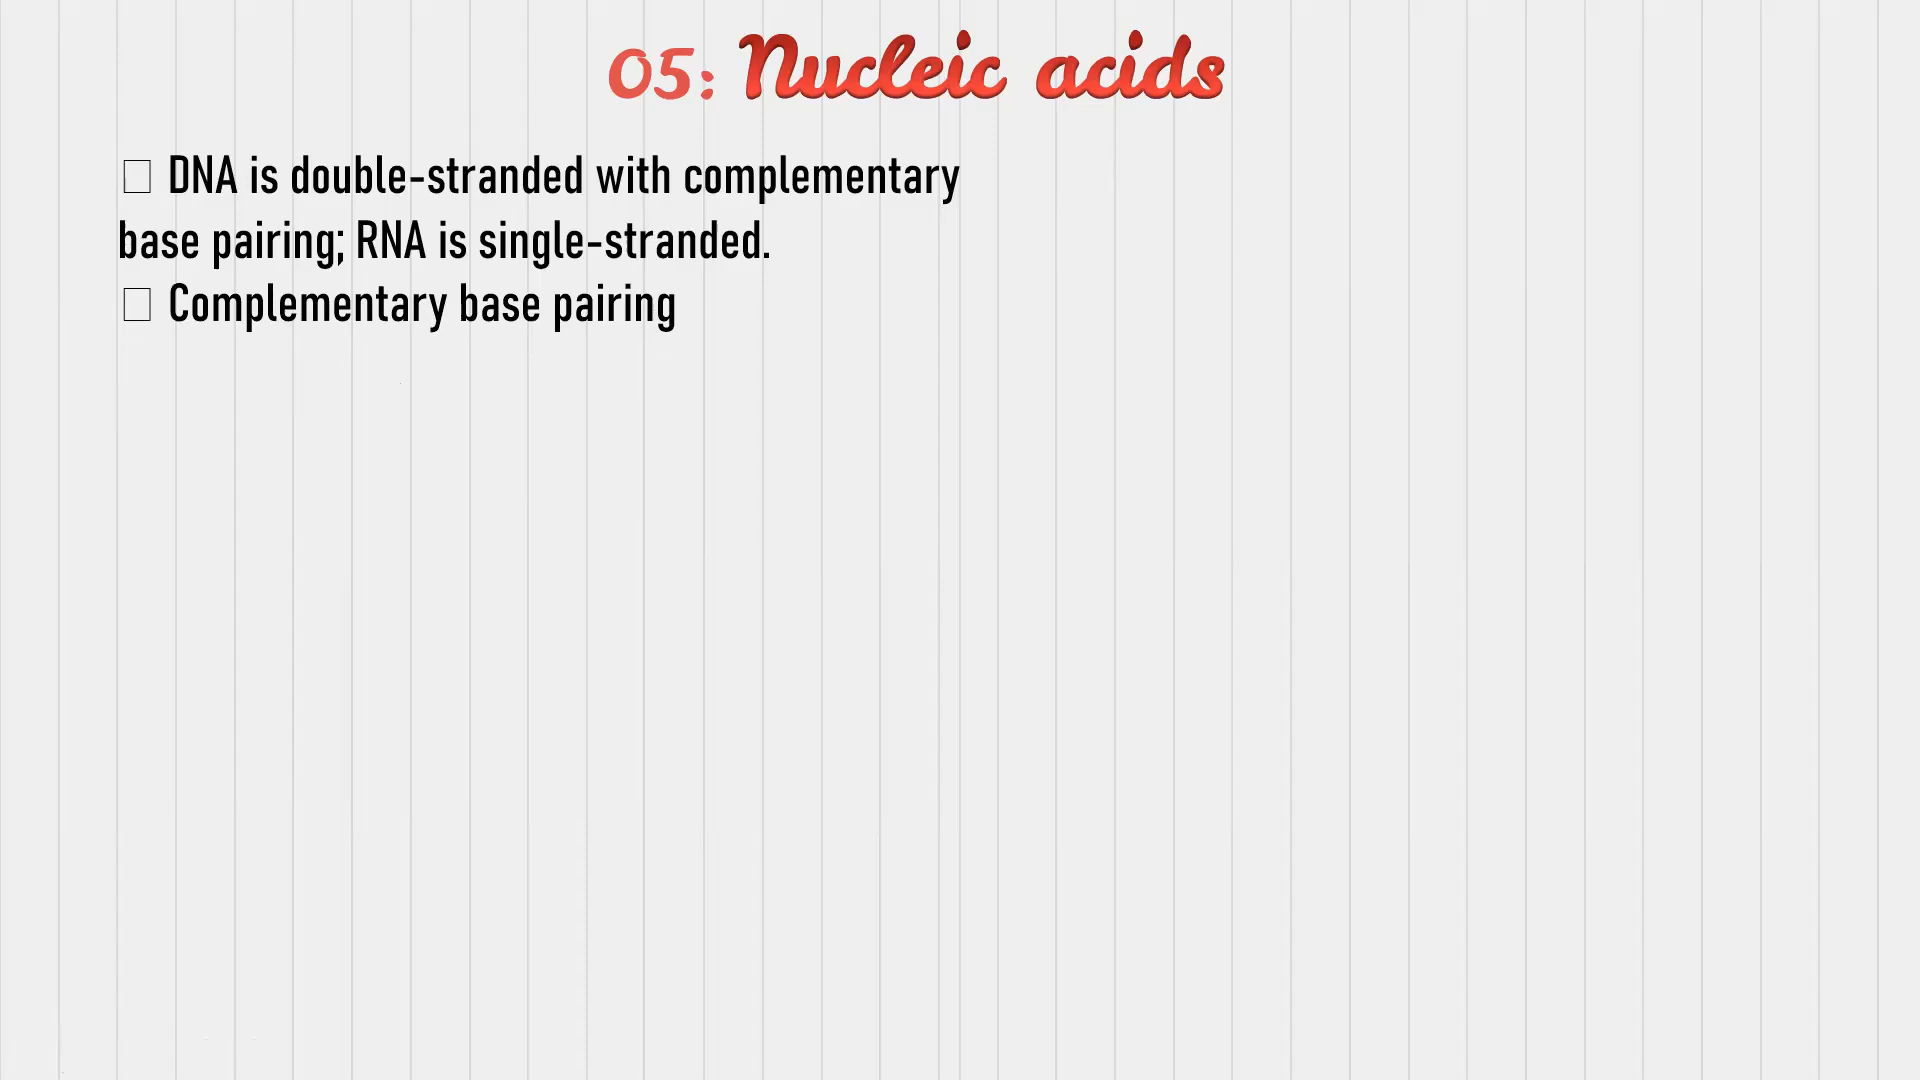 05: Nucleic acids
□ DNA is double-stranded with complementary
base pairing; RNA is single-stranded.
□ Complementary base pairing